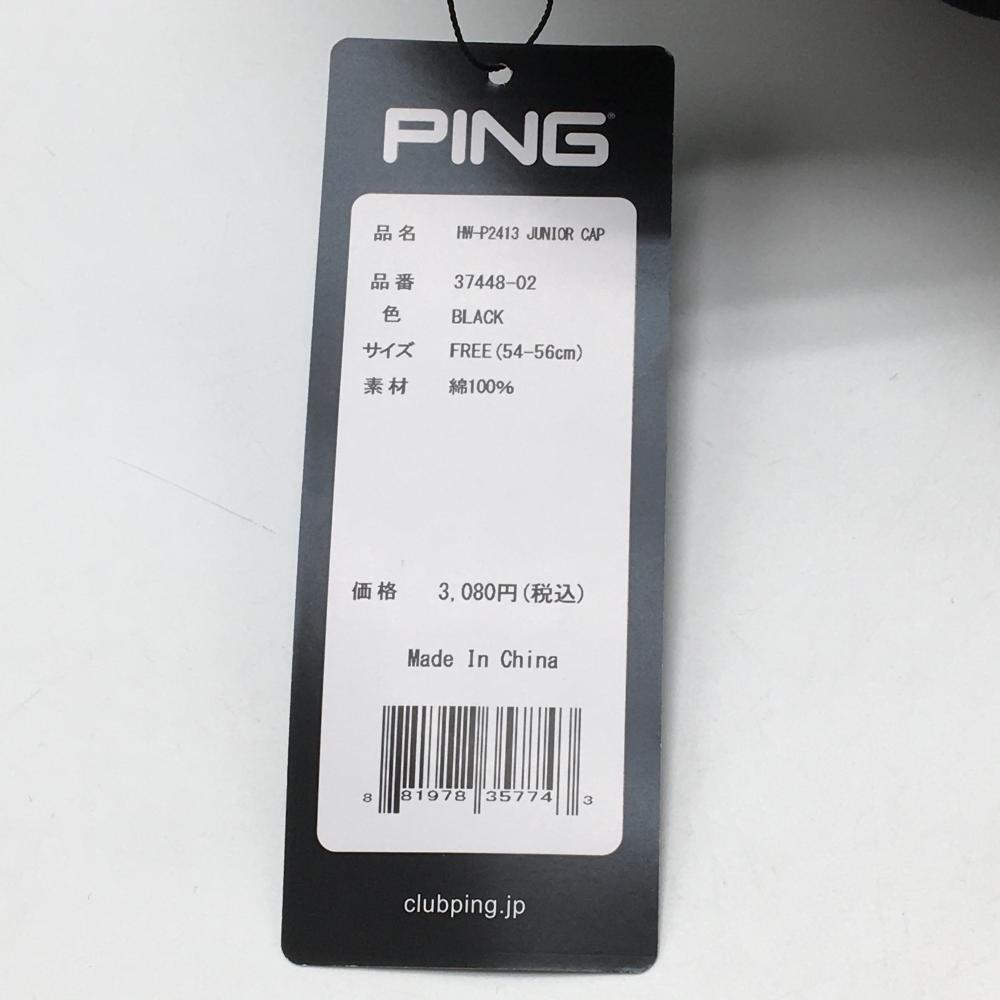 PING®
品名 HW-P2413 JUNIOR CAP
品番 37448-02
色 BLACK
サイズ FREE(54-56cm)
素材 綿100%
価格 3,080円(税込)
Made In China
8 81978 35774 3
clubping.jp